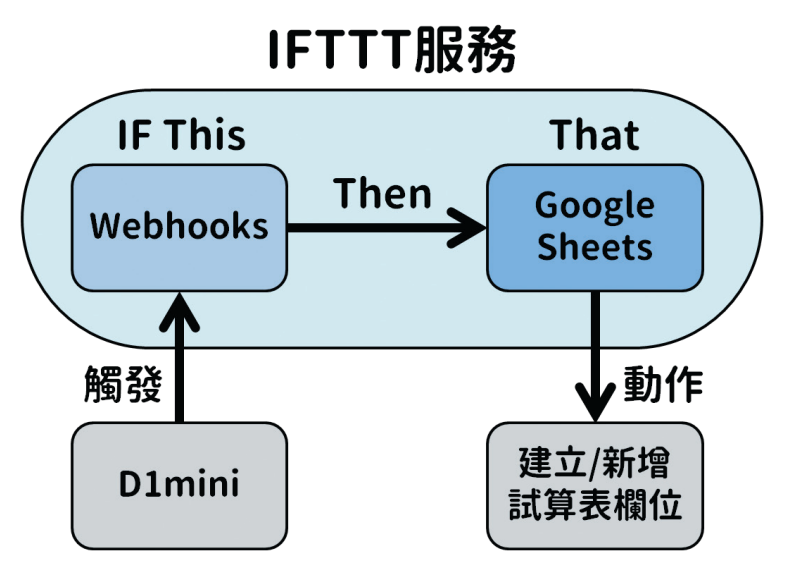 IFTTT服務
IF This
That
Webhooks
Then
Google
Sheets
觸發
動作
D1mini
建立/新增
試算表欄位